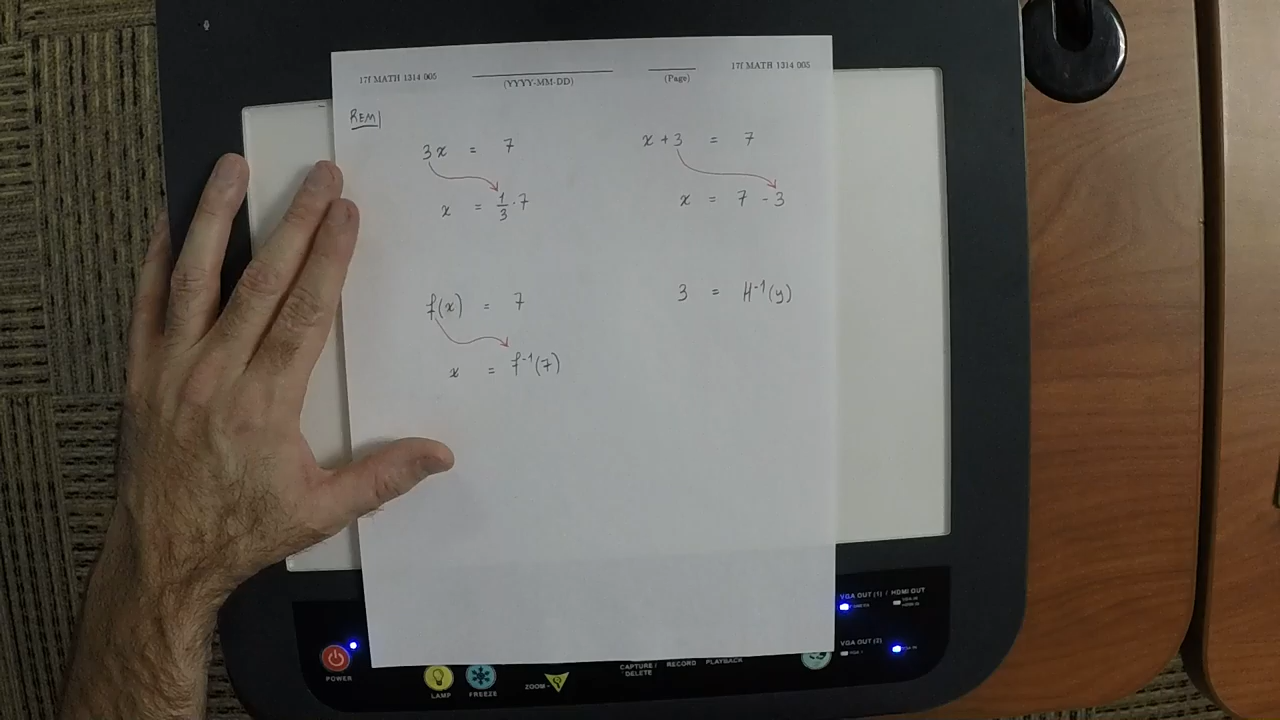 17f MATH 1314 005
(YYYY-MM-DD)
(Page)
17f MATH 1314 005
REM
3x = 7
x = 1/3 · 7
x + 3 = 7
x = 7 - 3
f(x) = 7
x = f⁻¹(7)
3 = H⁻¹(y)
POWER
LAMP
FREEZE
ZOOM
CAPTURE / DELETE
RECORD
PLAYBACK
VGA OUT (1) / HDMI OUT
VGA OUT (2)